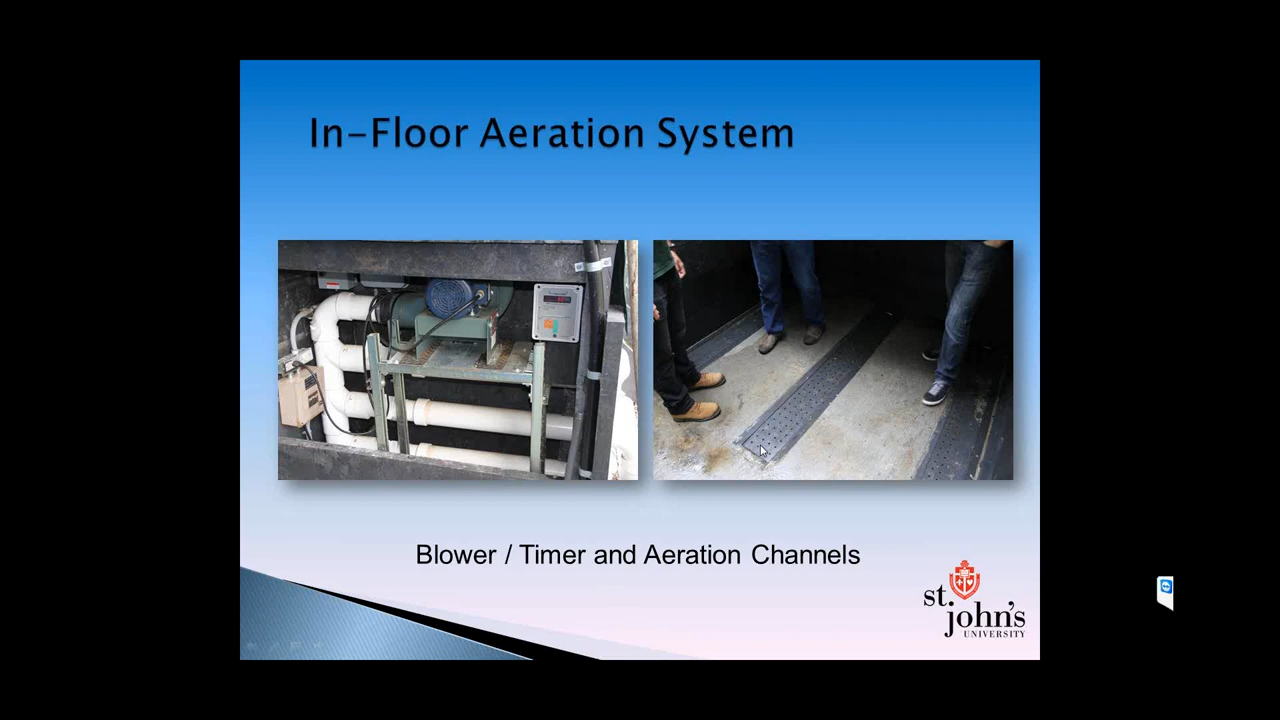 In-Floor Aeration System
Blower / Timer and Aeration Channels
st.
john's
UNIVERSITY